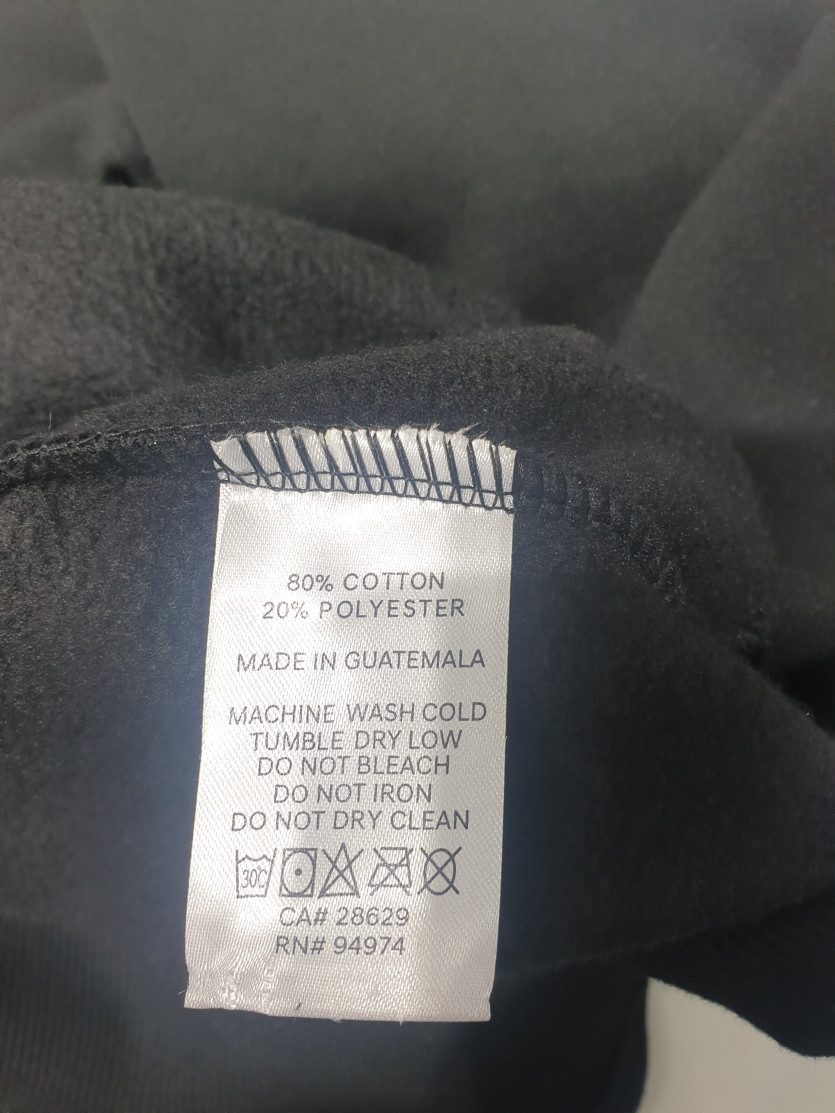 80% COTTON
20% POLYESTER
MADE IN GUATEMALA
MACHINE WASH COLD
TUMBLE DRY LOW
DO NOT BLEACH
DO NOT IRON
DO NOT DRY CLEAN
30C
CA# 28629
RN# 94974